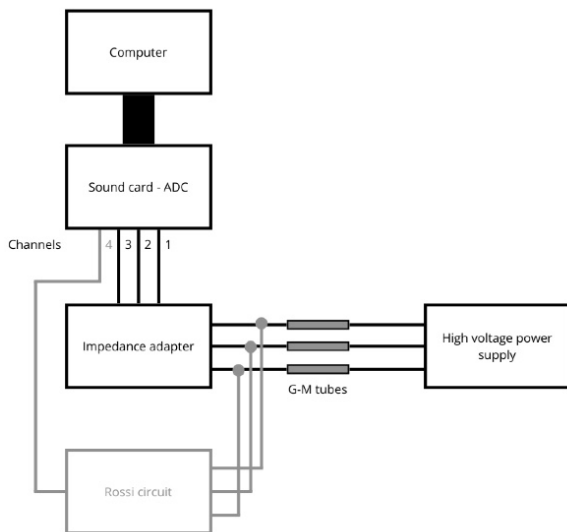 Computer
Sound card - ADC
Channels 4 3 2 1
Impedance adapter
High voltage power
supply
G-M tubes
Rossi circuit